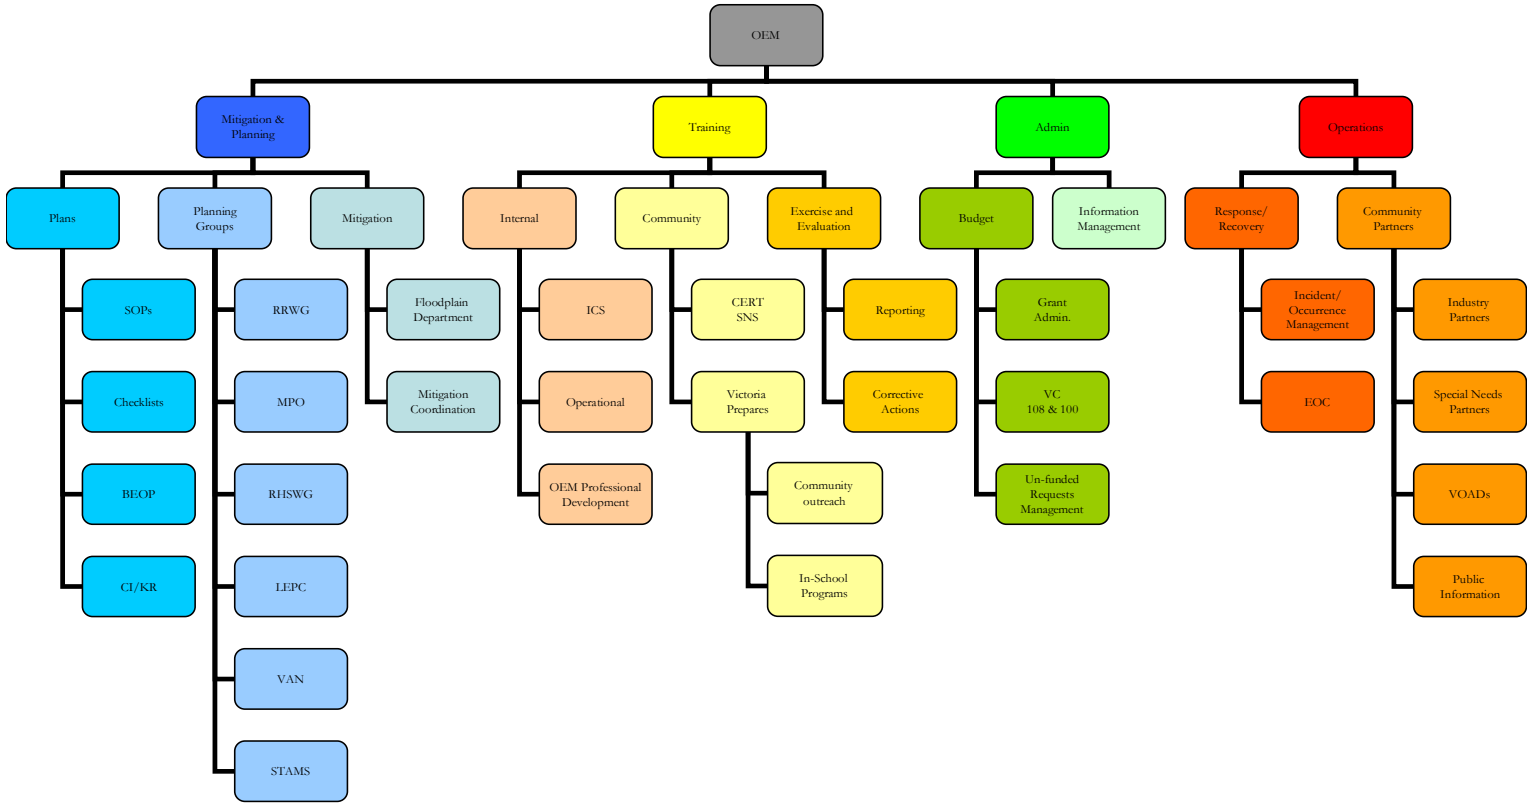 OEM
Mitigation &
Planning
Training
Admin
Operations
Plans
Planning
Groups
Mitigation
Internal
Community
Exercise and
Evaluation
Budget
Information
Management
Response/
Recovery
Community
Partners
SOPs
RRWG
Floodplain
Department
ICS
CERT
SNS
Reporting
Grant
Admin.
Incident/
Occurrence
Management
Industry
Partners
Checklists
MPO
Mitigation
Coordination
Operational
Victoria
Prepares
Corrective
Actions
VC
108 & 100
EOC
Special Needs
Partners
BEOP
RHSWG
OEM Professional
Development
Community
outreach
Un-funded
Requests
Management
VOADs
CI/KR
LEPC
In-School
Programs
Public
Information
VAN
STAMS